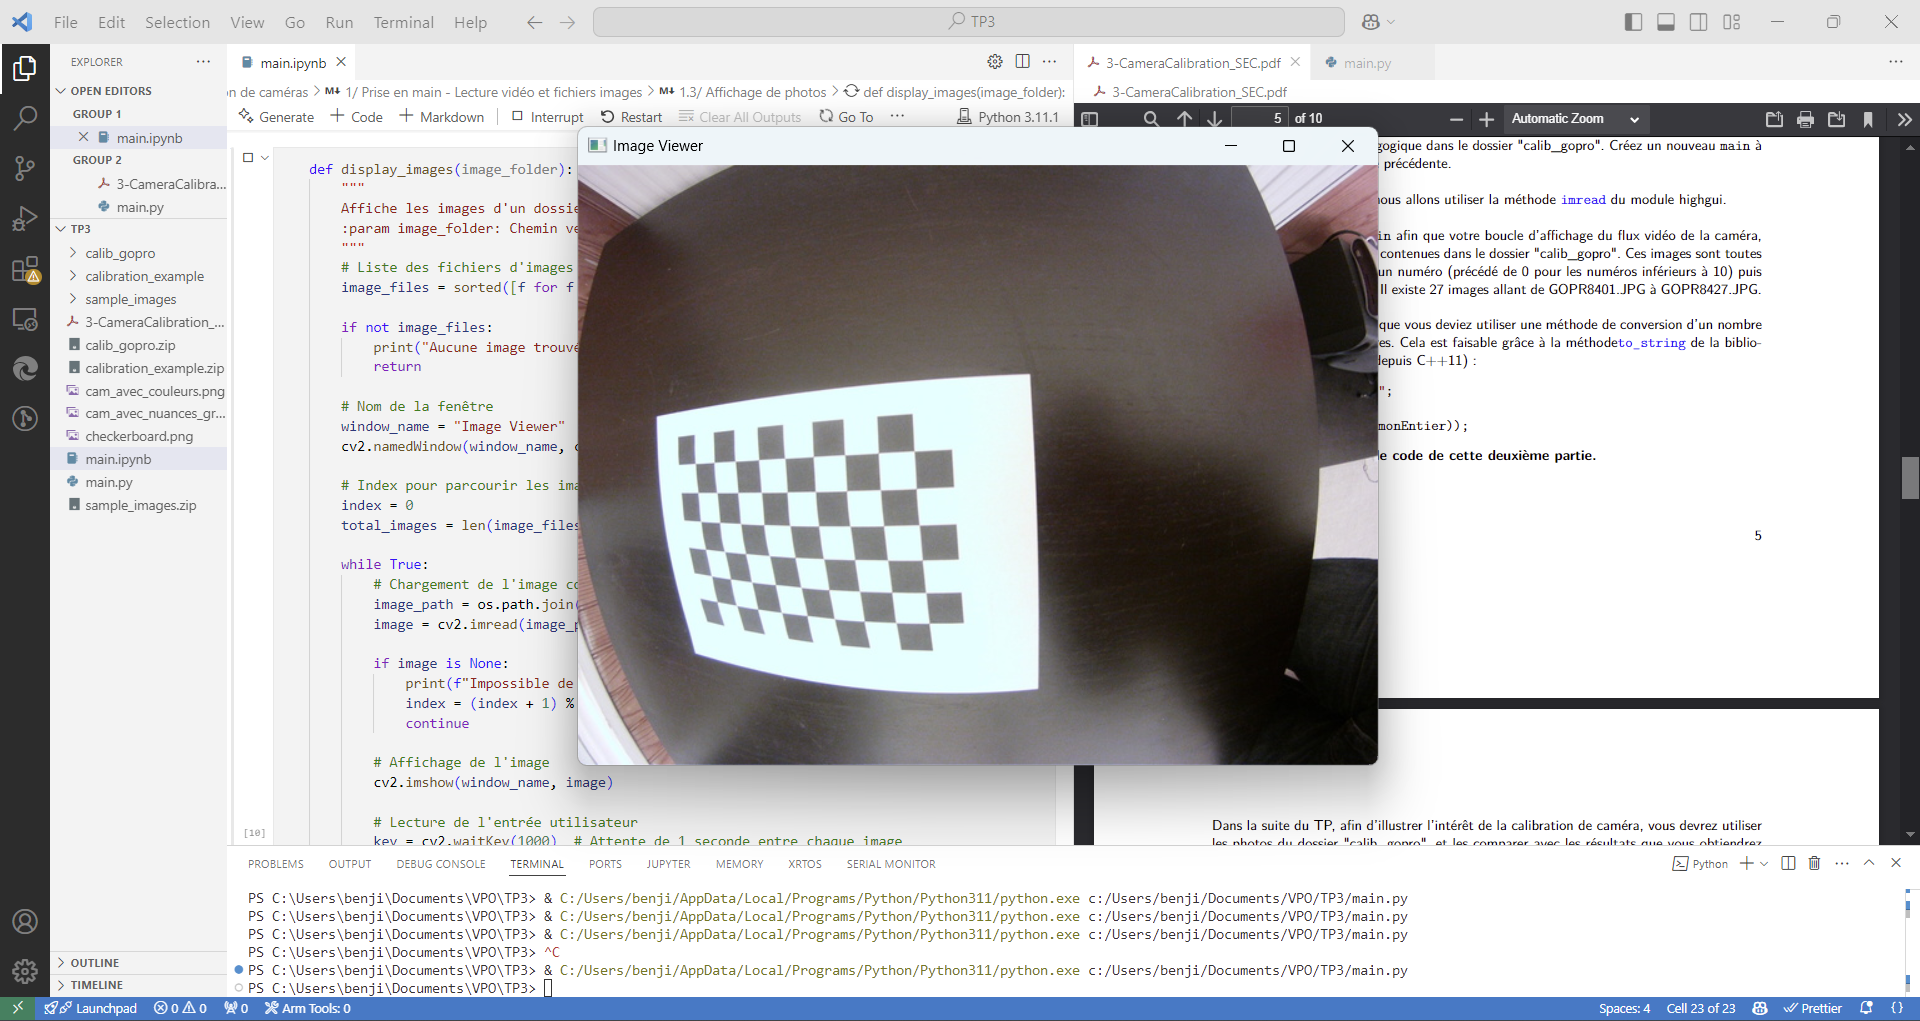 File Edit Selection View Go Run Terminal Help
TP3
EXPLORER
OPEN EDITORS
GROUP 1
main.ipynb
GROUP 2
3-CameraCalibra...
main.py
TP3
calib_gopro
calibration_example
sample_images
3-CameraCalibration_...
calib_gopro.zip
calibration_example.zip
cam_avec_couleurs.png
cam_avec_nuances_gr...
checkerboard.png
main.ipynb
main.py
sample_images.zip
OUTLINE
TIMELINE
main.ipynb
on de caméras > M↓ 1/ Prise en main - Lecture vidéo et fichiers images > M↓ 1.3/ Affichage de photos > def display_images(image_folder):
Generate + Code + Markdown Interrupt Restart Clear All Outputs Go To ... Python 3.11.1
def display_images(image_folder):
"""
Affiche les images d'un dossie
:param image_folder: Chemin ve
"""
# Liste des fichiers d'images
image_files = sorted([f for f
if not image_files:
print("Aucune image trouvé
return
# Nom de la fenêtre
window_name = "Image Viewer"
cv2.namedWindow(window_name,
# Index pour parcourir les ima
index = 0
total_images = len(image_files
while True:
# Chargement de l'image co
image_path = os.path.join(
image = cv2.imread(image_p
if image is None:
print(f"Impossible de
index = (index + 1) %
continue
# Affichage de l'image
cv2.imshow(window_name, image)
# Lecture de l'entrée utilisateur
key = cv2.waitKey(1000) # Attente de 1 seconde entre chaque image
[10]
Image Viewer
3-CameraCalibration_SEC.pdf
main.py
3-CameraCalibration_SEC.pdf
5 of 10
Automatic Zoom
gogique dans le dossier "calib_gopro". Créez un nouveau main à
précédente.
nous allons utiliser la méthode imread du module highgui.
in afin que votre boucle d'affichage du flux vidéo de la caméra,
contenues dans le dossier "calib_gopro". Ces images sont toutes
un numéro (précédé de 0 pour les numéros inférieurs à 10) puis
Il existe 27 images allant de GOPR8401.JPG à GOPR8427.JPG.
que vous deviez utiliser une méthode de conversion d'un nombre
es. Cela est faisable grâce à la méthodeto_string de la biblio-
depuis C++11) :
";
monEntier));
e code de cette deuxième partie.
5
Dans la suite du TP, afin d'illustrer l'intérêt de la calibration de caméra, vous devrez utiliser
les photos du dossier "calib_gopro", et les comparer avec les résultats que vous obtiendrez
PROBLEMS OUTPUT DEBUG CONSOLE TERMINAL PORTS JUPYTER MEMORY XRTOS SERIAL MONITOR
Python
PS C:\Users\benji\Documents\VPO\TP3> & C:/Users/benji/AppData/Local/Programs/Python/Python311/python.exe c:/Users/benji/Documents/VPO/TP3/main.py
PS C:\Users\benji\Documents\VPO\TP3> & C:/Users/benji/AppData/Local/Programs/Python/Python311/python.exe c:/Users/benji/Documents/VPO/TP3/main.py
PS C:\Users\benji\Documents\VPO\TP3> & C:/Users/benji/AppData/Local/Programs/Python/Python311/python.exe c:/Users/benji/Documents/VPO/TP3/main.py
PS C:\Users\benji\Documents\VPO\TP3> ^C
PS C:\Users\benji\Documents\VPO\TP3> & C:/Users/benji/AppData/Local/Programs/Python/Python311/python.exe c:/Users/benji/Documents/VPO/TP3/main.py
PS C:\Users\benji\Documents\VPO\TP3>
Launchpad 0 0 0 Arm Tools: 0
Spaces: 4 Cell 23 of 23 Prettier